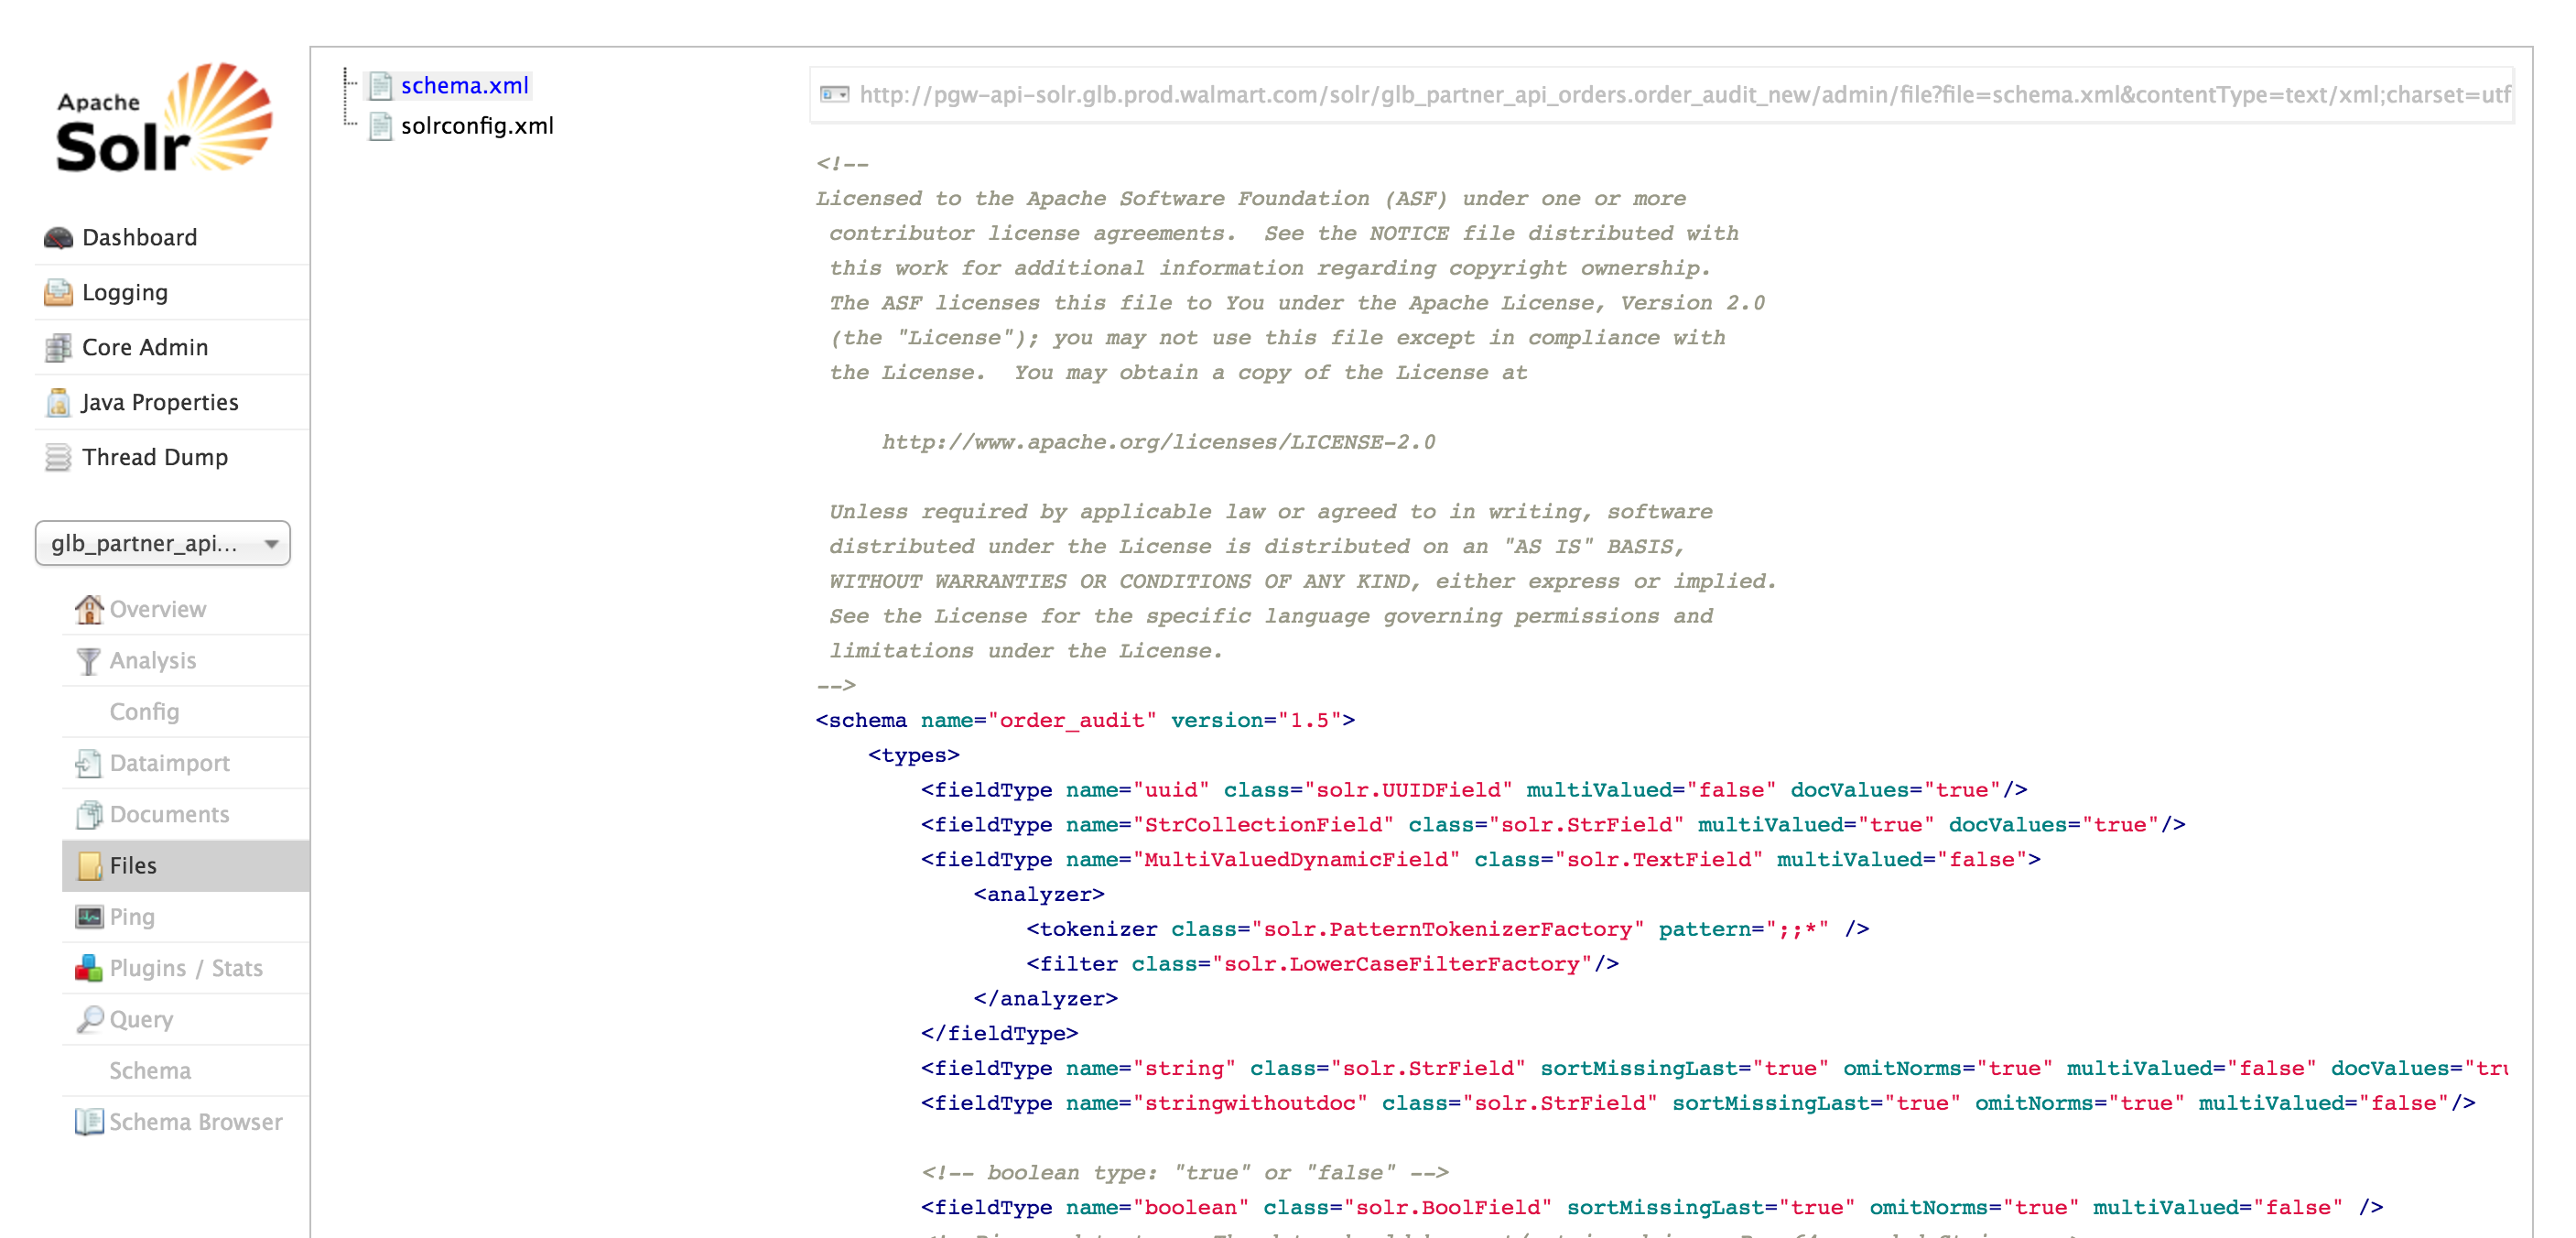 Apache
Solr
Dashboard
Logging
Core Admin
Java Properties
Thread Dump
glb_partner_api...
Overview
Analysis
Config
Dataimport
Documents
Files
Ping
Plugins / Stats
Query
Schema
Schema Browser
schema.xml
solrconfig.xml
http://pgw-api-solr.glb.prod.walmart.com/solr/glb_partner_api_orders.order_audit_new/admin/file?file=schema.xml&contentType=text/xml;charset=utf
<!--
Licensed to the Apache Software Foundation (ASF) under one or more
contributor license agreements.  See the NOTICE file distributed with
this work for additional information regarding copyright ownership.
The ASF licenses this file to You under the Apache License, Version 2.0
(the "License"); you may not use this file except in compliance with
the License.  You may obtain a copy of the License at
http://www.apache.org/licenses/LICENSE-2.0
Unless required by applicable law or agreed to in writing, software
distributed under the License is distributed on an "AS IS" BASIS,
WITHOUT WARRANTIES OR CONDITIONS OF ANY KIND, either express or implied.
See the License for the specific language governing permissions and
limitations under the License.
-->
<schema name="order_audit" version="1.5">
<types>
<fieldType name="uuid" class="solr.UUIDField" multiValued="false" docValues="true"/>
<fieldType name="StrCollectionField" class="solr.StrField" multiValued="true" docValues="true"/>
<fieldType name="MultiValuedDynamicField" class="solr.TextField" multiValued="false">
<analyzer>
<tokenizer class="solr.PatternTokenizerFactory" pattern=";;*" />
<filter class="solr.LowerCaseFilterFactory"/>
</analyzer>
</fieldType>
<fieldType name="string" class="solr.StrField" sortMissingLast="true" omitNorms="true" multiValued="false" docValues="tru
<fieldType name="stringwithoutdoc" class="solr.StrField" sortMissingLast="true" omitNorms="true" multiValued="false"/>
<!-- boolean type: "true" or "false" -->
<fieldType name="boolean" class="solr.BoolField" sortMissingLast="true" omitNorms="true" multiValued="false" />